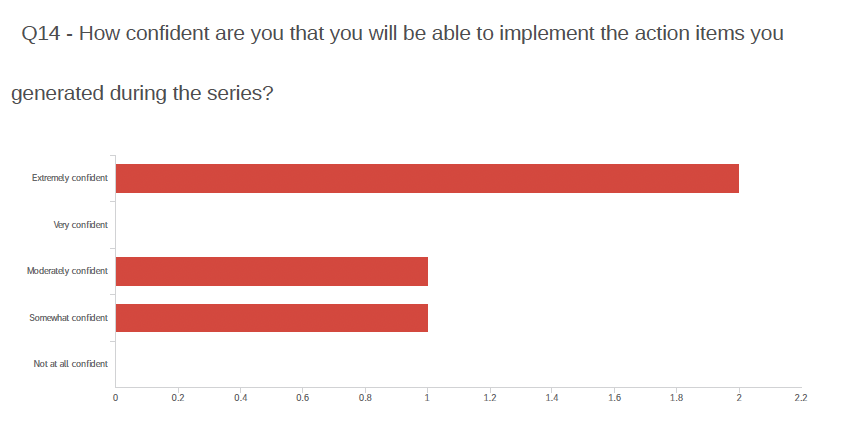 Q14 - How confident are you that you will be able to implement the action items you
generated during the series?
Extremely confident
Very confident
Moderately confident
Somewhat confident
Not at all confident
0 0.2 0.4 0.6 0.8 1 1.2 1.4 1.6 1.8 2 2.2